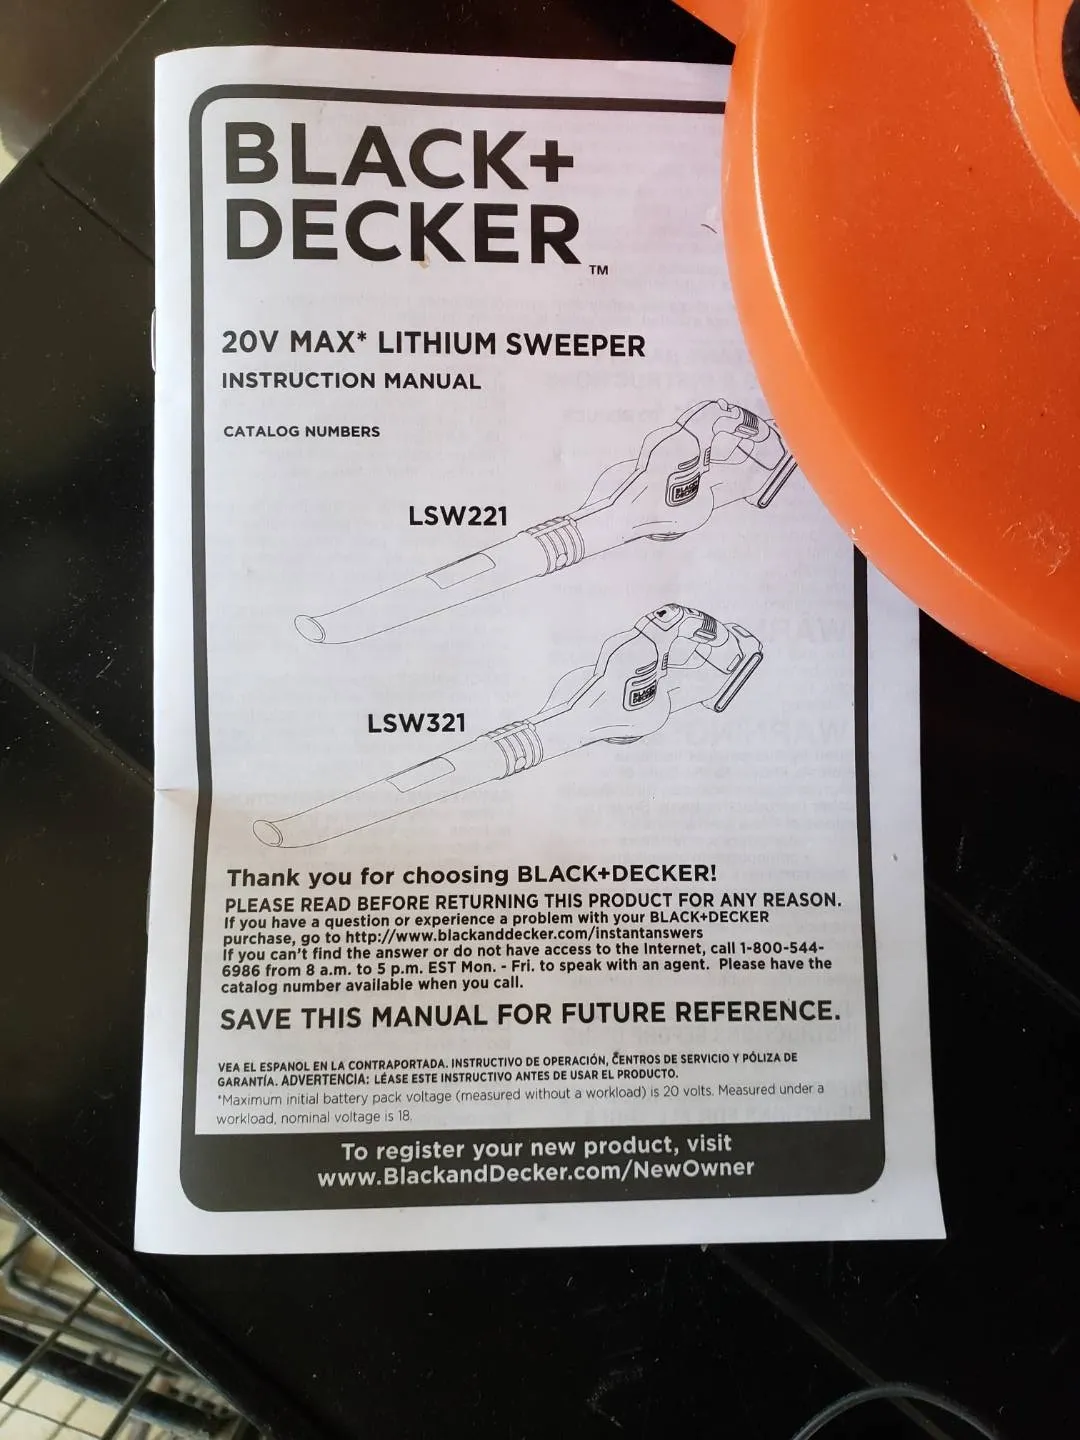 BLACK+
DECKER
TM
20V MAX* LITHIUM SWEEPER
INSTRUCTION MANUAL
CATALOG NUMBERS
BLACK+
DECKER
LSW221
BLACK+
DECKER
LSW321
Thank you for choosing BLACK+DECKER!
PLEASE READ BEFORE RETURNING THIS PRODUCT FOR ANY REASON.
If you have a question or experience a problem with your BLACK+DECKER
purchase, go to http://www.blackanddecker.com/instantanswers
If you can't find the answer or do not have access to the Internet, call 1-800-544-
6986 from 8 a.m. to 5 p.m. EST Mon. - Fri. to speak with an agent. Please have the
catalog number available when you call.
SAVE THIS MANUAL FOR FUTURE REFERENCE.
VEA EL ESPANOL EN LA CONTRAPORTADA. INSTRUCTIVO DE OPERACIÓN, CENTROS DE SERVICIO Y PÓLIZA DE
GARANTÍA. ADVERTENCIA: LÉASE ESTE INSTRUCTIVO ANTES DE USAR EL PRODUCTO.
*Maximum initial battery pack voltage (measured without a workload) is 20 volts. Measured under a
workload, nominal voltage is 18.
To register your new product, visit
www.BlackandDecker.com/NewOwner